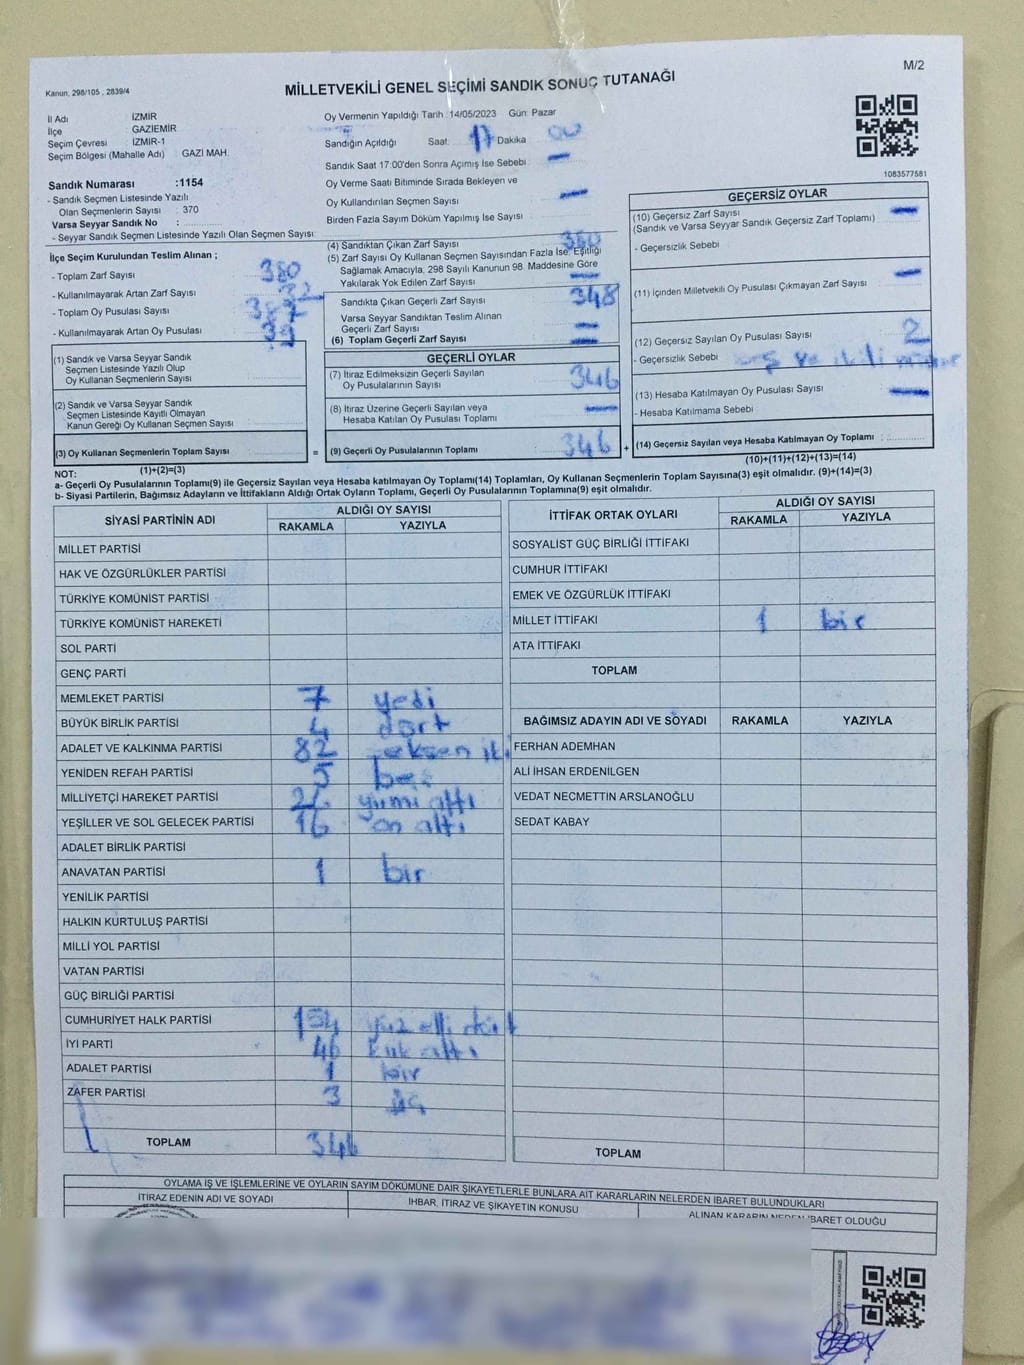 M/2
Kanun, 298/105 , 2839/4
MİLLETVEKİLİ GENEL SEÇİMİ SANDIK SONUÇ TUTANAĞI
İl Adı İZMİR
İlçe GAZİEMİR
Seçim Çevresi : İZMİR-1
Seçim Bölgesi (Mahalle Adı) GAZİ MAH.
Sandık Numarası :1154
- Sandık Seçmen Listesinde Yazılı
Olan Seçmenlerin Sayısı : 370
Varsa Seyyar Sandık No :
- Seyyar Sandık Seçmen Listesinde Yazılı Olan Seçmen Sayısı:
Oy Vermenin Yapıldığı Tarih :14/05/2023 Gün: Pazar
Sandığın Açıldığı Saat: 17 Dakika 00
Sandık Saat 17:00'den Sonra Açımış İse Sebebi
Oy Verme Saati Bitiminde Sırada Bekleyen ve
Oy Kullandırılan Seçmen Sayısı
Birden Fazla Sayım Döküm Yapılmış İse Sayısı
1083577581
İlçe Seçim Kurulundan Teslim Alınan ;
- Toplam Zarf Sayısı 380
- Kullanılmayarak Artan Zarf Sayısı 32
- Toplam Oy Pusulası Sayısı 387
- Kullanılmayarak Artan Oy Pusulası 39
(4) Sandıktan Çıkan Zarf Sayısı
(5) Zarf Sayısı Oy Kullanan Seçmen Sayısından Fazla İse, Eşitliği
Sağlamak Amacıyla, 298 Sayılı Kanunun 98. Maddesine Göre
Yakılarak Yok Edilen Zarf Sayısı
Sandıkta Çıkan Geçerli Zarf Sayısı 348
Varsa Seyyar Sandıktan Teslim Alınan
Geçerli Zarf Sayısı
(6) Toplam Geçerli Zarf Sayısı
GEÇERSİZ OYLAR
(10) Geçersiz Zarf Sayısı
(Sandık ve Varsa Seyyar Sandık Geçersiz Zarf Toplamı)
- Geçersizlik Sebebi
(11) İçinden Milletvekili Oy Pusulası Çıkmayan Zarf Sayısı
(12) Geçersiz Sayılan Oy Pusulası Sayısı 2
- Geçersizlik Sebebi
(13) Hesaba Katılmayan Oy Pusulası Sayısı
- Hesaba Katılmama Sebebi
(14) Geçersiz Sayılan veya Hesaba Katılmayan Oy Toplamı :
(10)+(11)+(12)+(13)=(14)
(1) Sandık ve Varsa Seyyar Sandık
Seçmen Listesinde Yazılı Olup
Oy Kullanan Seçmenlerin Sayısı
(2) Sandık ve Varsa Seyyar Sandık
Seçmen Listesinde Kayıtlı Olmayan
Kanun Gereği Oy Kullanan Seçmen Sayısı
(3) Oy Kullanan Seçmenlerin Toplam Sayısı =
(1)+(2)=(3)
GEÇERLİ OYLAR
(7) İtiraz Edilmeksizin Geçerli Sayılan
Oy Pusulalarının Sayısı 346
(8) İtiraz Üzerine Geçerli Sayılan veya
Hesaba Katılan Oy Pusulası Toplamı
(9) Geçerli Oy Pusulalarının Toplamı 346 +
NOT:
a- Geçerli Oy Pusulalarının Toplamı(9) ile Geçersiz Sayılan veya Hesaba katılmayan Oy Toplamı(14) Toplamları, Oy Kullanan Seçmenlerin Toplam Sayısına(3) eşit olmalıdır. (9)+(14)=(3)
b- Siyasi Partilerin, Bağımsız Adayların ve İttifakların Aldığı Ortak Oyların Toplamı, Geçerli Oy Pusulalarının Toplamına(9) eşit olmalıdır.
SİYASİ PARTİNİN ADI ALDIĞI OY SAYISI
RAKAMLA YAZIYLA
MİLLET PARTİSİ
HAK VE ÖZGÜRLÜKLER PARTİSİ
TÜRKİYE KOMÜNİST PARTİSİ
TÜRKİYE KOMÜNİST HAREKETİ
SOL PARTİ
GENÇ PARTİ
MEMLEKET PARTİSİ 7 yedi
BÜYÜK BİRLİK PARTİSİ 4 dört
ADALET VE KALKINMA PARTİSİ 82 seksen iki
YENİDEN REFAH PARTİSİ 5 beş
MİLLİYETÇİ HAREKET PARTİSİ 26 yirmi altı
YEŞİLLER VE SOL GELECEK PARTİSİ 16 on altı
ADALET BİRLİK PARTİSİ
ANAVATAN PARTİSİ 1 bir
YENİLİK PARTİSİ
HALKIN KURTULUŞ PARTİSİ
MİLLİ YOL PARTİSİ
VATAN PARTİSİ
GÜÇ BİRLİĞİ PARTİSİ
CUMHURİYET HALK PARTİSİ 154 yüz elli dört
İYİ PARTİ 46 kırk altı
ADALET PARTİSİ 1 bir
ZAFER PARTİSİ 3 üç
TOPLAM 346
İTTİFAK ORTAK OYLARI ALDIĞI OY SAYISI
RAKAMLA YAZIYLA
SOSYALİST GÜÇ BİRLİĞİ İTTİFAKI
CUMHUR İTTİFAKI
EMEK VE ÖZGÜRLÜK İTTİFAKI
MİLLET İTTİFAKI 1 bir
ATA İTTİFAKI
TOPLAM
BAĞIMSIZ ADAYIN ADI VE SOYADI RAKAMLA YAZIYLA
FERHAN ADEMHAN
ALİ İHSAN ERDENİLGEN
VEDAT NECMETTİN ARSLANOĞLU
SEDAT KABAY
TOPLAM
OYLAMA İŞ VE İŞLEMLERİNE VE OYLARIN SAYIM DÖKÜMÜNE DAİR ŞİKAYETLERLE BUNLARA AİT KARARLARIN NELERDEN İBARET BULUNDUKLARI
İTİRAZ EDENİN ADI VE SOYADI İHBAR, İTİRAZ VE ŞİKAYETİN KONUSU ALINAN KARARIN NEDEN İBARET OLDUĞU